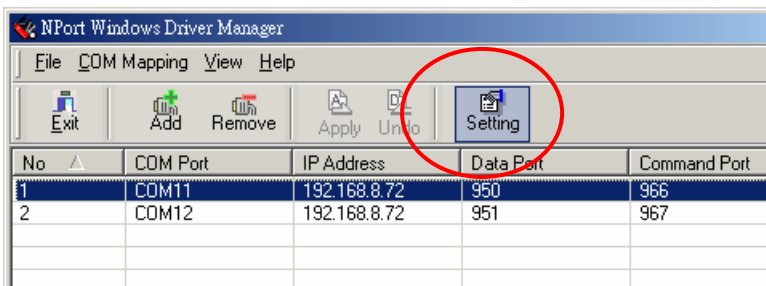 NPort Windows Driver Manager
File COM Mapping View Help
Exit Add Remove Apply Undo Setting
No COM Port IP Address Data Port Command Port
1 COM11 192.168.8.72 950 966
2 COM12 192.168.8.72 951 967